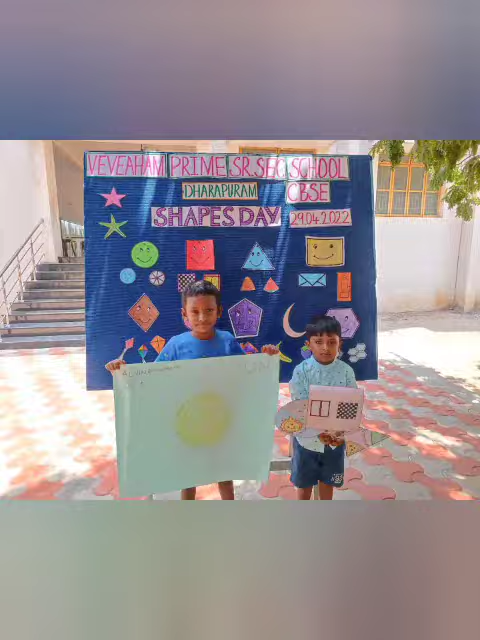 VEVEAHAM PRIME SR.SEC SCHOOL
DHARAPURAM CBSE
SHAPES DAY 29.04.2022